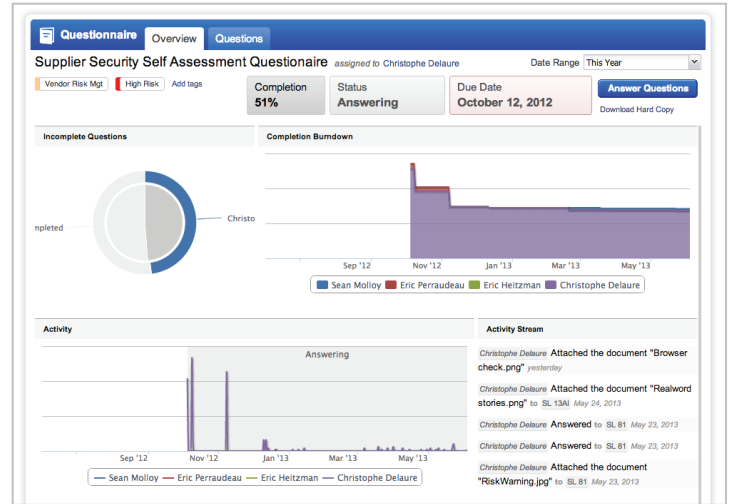 Questionnaire Overview Questions
Supplier Security Self Assessment Questionaire assigned to Christophe Delaure Date Range This Year
Vendor Risk Mgt High Risk Add tags
Completion
51%
Status
Answering
Due Date
October 12, 2012
Answer Questions
Download Hard Copy
Incomplete Questions
mpleted
Christo
Completion Burndown
Sep '12 Nov '12 Jan '13 Mar '13 May '13
Sean Molloy Eric Perraudeau Eric Heitzman Christophe Delaure
Activity
Answering
Sep '12 Nov '12 Jan '13 Mar '13 May '13
Sean Molloy Eric Perraudeau Eric Heitzman Christophe Delaure
Activity Stream
Christophe Delaure Attached the document "Browser
check.png" yesterday
Christophe Delaure Attached the document "Realword
stories.png" to SL 13AI May 24, 2013
Christophe Delaure Answered to SL 81 May 23, 2013
Christophe Delaure Answered to SL 81 May 23, 2013
Christophe Delaure Attached the document
"RiskWarning.jpg" to SL 81 May 23, 2013